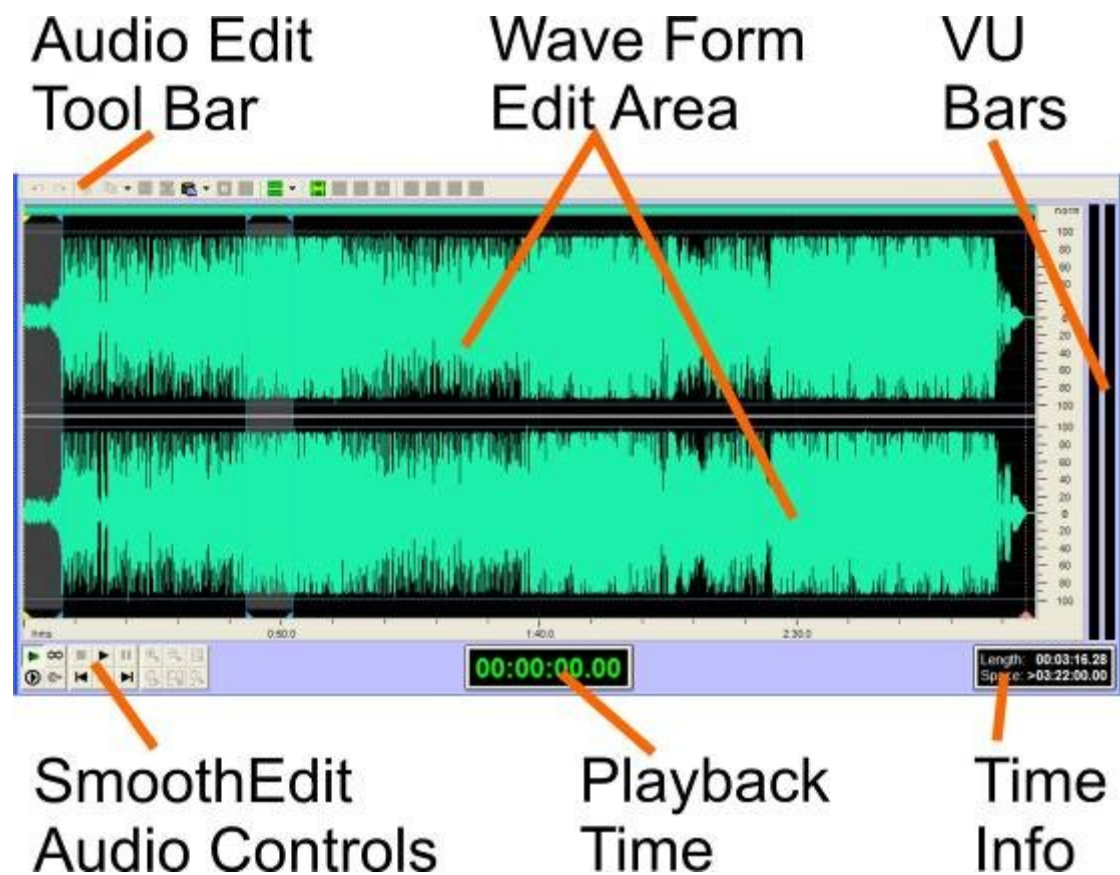 Audio Edit
Tool Bar
Wave Form
Edit Area
VU
Bars
norm
100
80
60
20
0
20
40
60
80
100
100
80
60
40
20
0
20
40
60
80
100
hms
0:50.0
1:40.0
2:30.0
00:00:00.00
Length: 00:03:16.28
Space: >03:22:00.00
SmoothEdit
Audio Controls
Playback
Time
Time
Info